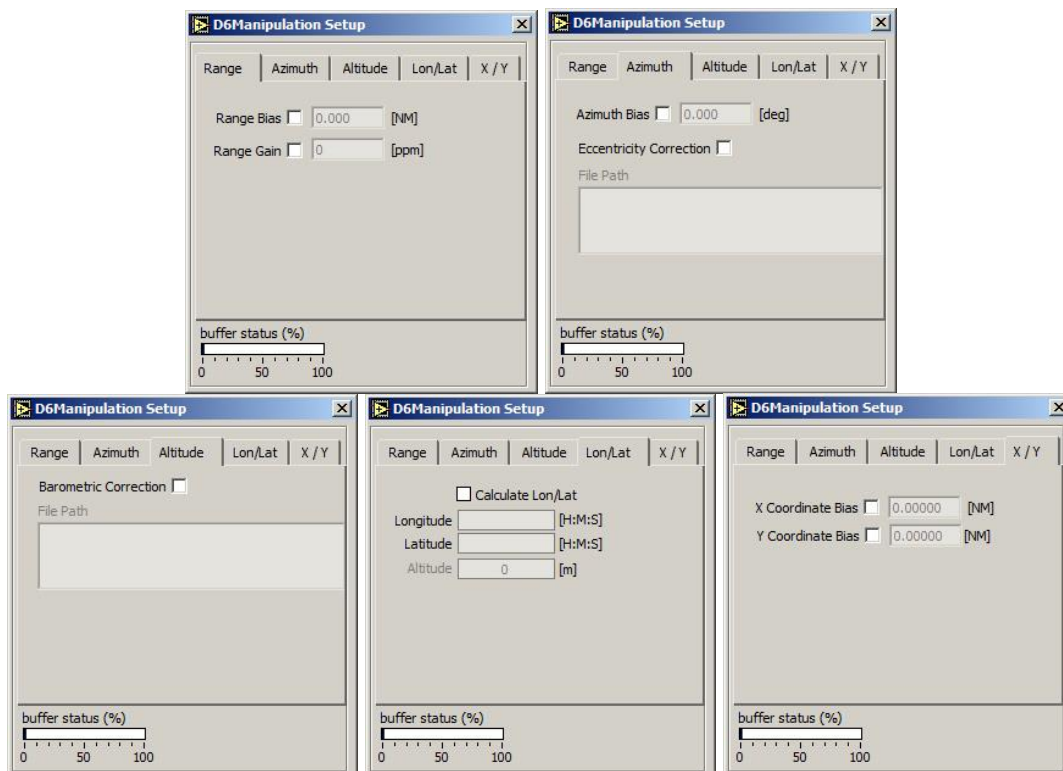 D6Manipulation Setup
Range Azimuth Altitude Lon/Lat X / Y
Range Bias 0.000 [NM]
Range Gain 0 [ppm]
buffer status (%)
0 50 100
D6Manipulation Setup
Range Azimuth Altitude Lon/Lat X / Y
Azimuth Bias 0.000 [deg]
Eccentricity Correction
File Path
buffer status (%)
0 50 100
D6Manipulation Setup
Range Azimuth Altitude Lon/Lat X / Y
Barometric Correction
File Path
buffer status (%)
0 50 100
D6Manipulation Setup
Range Azimuth Altitude Lon/Lat X / Y
Calculate Lon/Lat
Longitude [H:M:S]
Latitude [H:M:S]
Altitude 0 [m]
buffer status (%)
0 50 100
D6Manipulation Setup
Range Azimuth Altitude Lon/Lat X / Y
X Coordinate Bias 0.00000 [NM]
Y Coordinate Bias 0.00000 [NM]
buffer status (%)
0 50 100